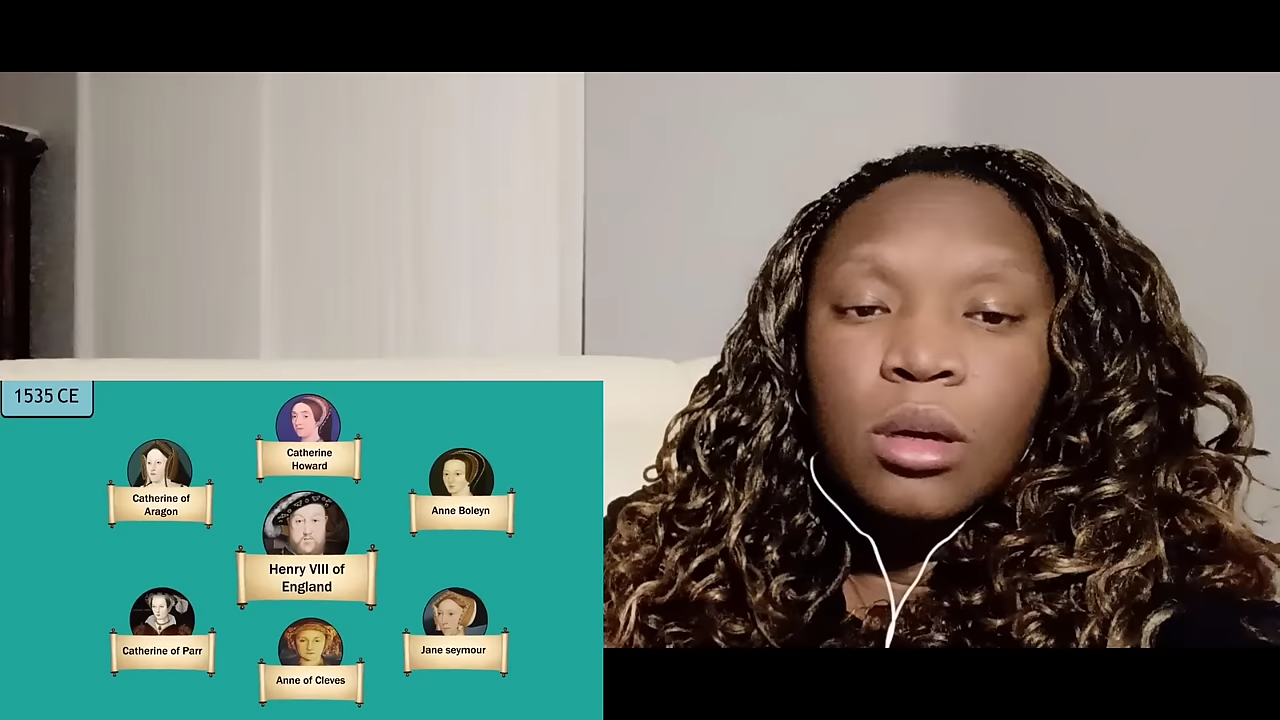 1535 CE
Catherine
Howard
Catherine of
Aragon
Anne Boleyn
Henry VIII of
England
Catherine of Parr
Jane seymour
Anne of Cleves